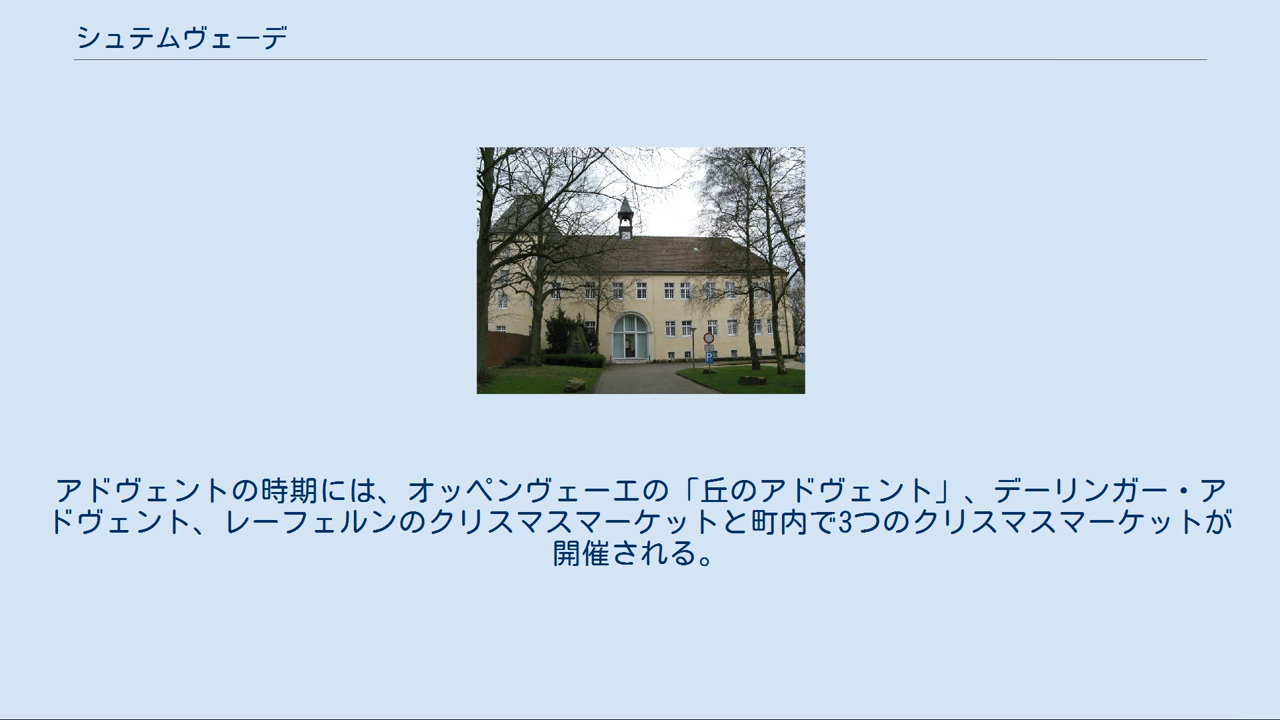 シュテムヴェーデ
アドヴェントの時期には、オッペンヴェーエの「丘のアドヴェント」、デーリンガー・ア
ドヴェント、レーフェルンのクリスマスマーケットと町内で3つのクリスマスマーケットが
開催される。